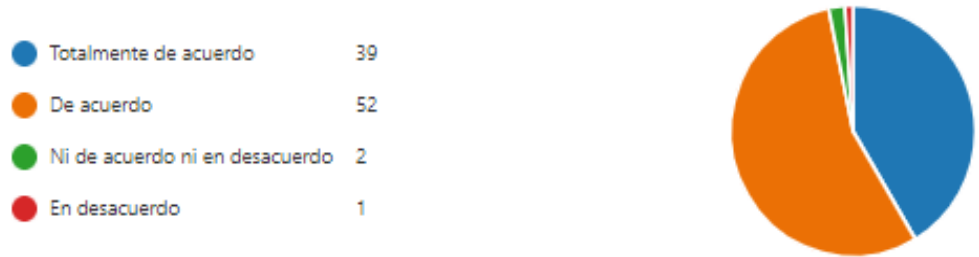 Totalmente de acuerdo 39
De acuerdo 52
Ni de acuerdo ni en desacuerdo 2
En desacuerdo 1